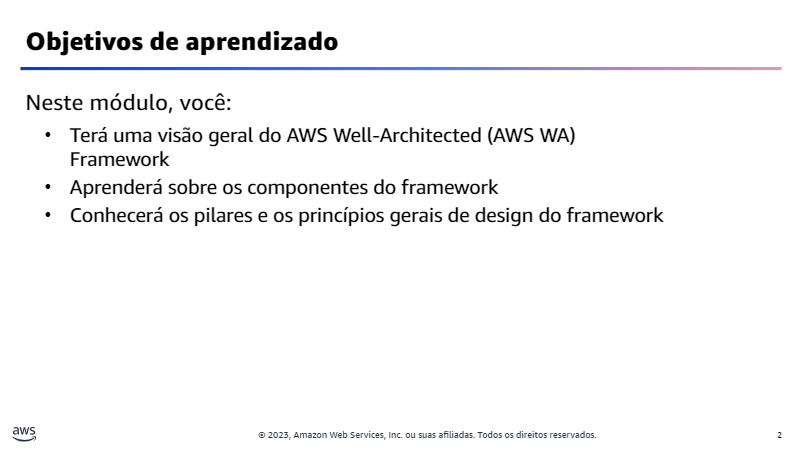 Objetivos de aprendizado
Neste módulo, você:
• Terá uma visão geral do AWS Well-Architected (AWS WA)
Framework
• Aprenderá sobre os componentes do framework
• Conhecerá os pilares e os princípios gerais de design do framework
aws
© 2023, Amazon Web Services, Inc. ou suas afiliadas. Todos os direitos reservados.
2